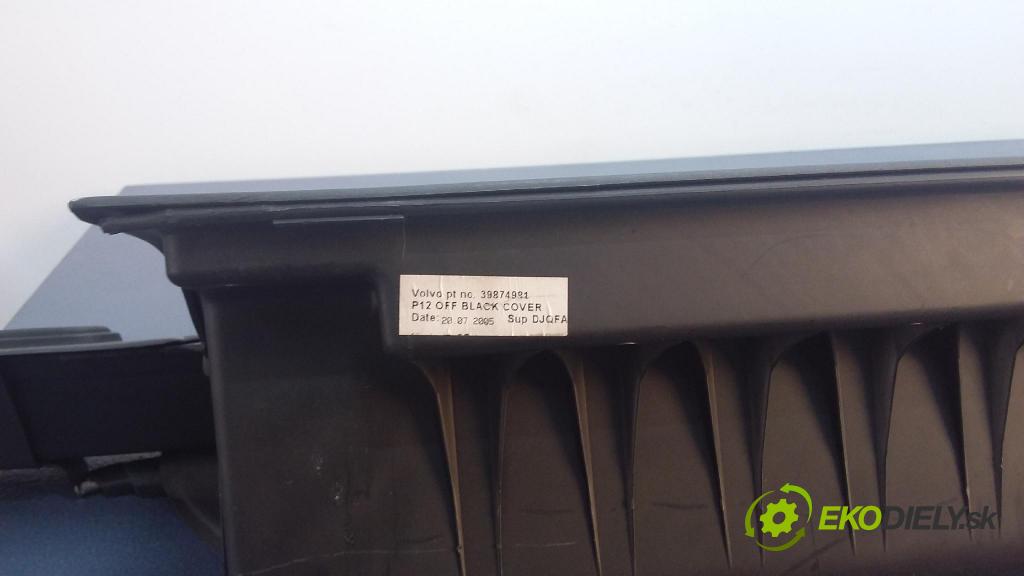 Volvo pt no. 39874981
P12 OFF BLACK COVER
Date: 20.07 2005 Sup DJQFA
EKODIELY.sk